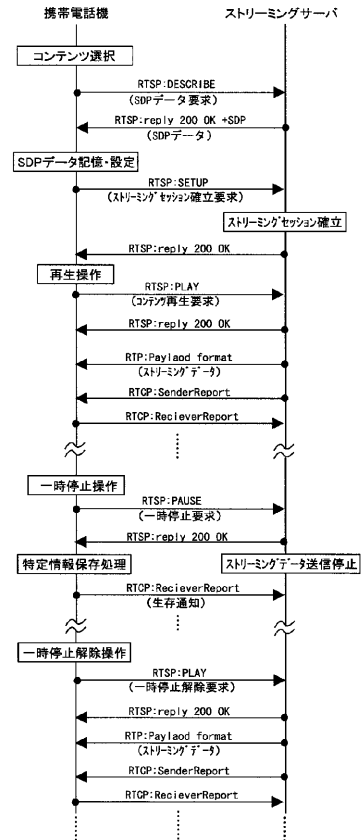 携帯電話機
ストリーミングサーバ
コンテンツ選択
RTSP:DESCRIBE
(SDPデータ要求)
RTSP:reply 200 OK +SDP
(SDPデータ)
SDPデータ記憶・設定
RTSP:SETUP
(ストリーミングセッション確立要求)
ストリーミングセッション確立
RTSP:reply 200 OK
再生操作
RTSP:PLAY
(コンテンツ再生要求)
RTSP:reply 200 OK
RTP:Paylaod format
(ストリーミングデータ)
RTCP:SenderReport
RTCP:RecieverReport
一時停止操作
RTSP:PAUSE
(一時停止要求)
RTSP:reply 200 OK
特定情報保存処理
ストリーミングデータ送信停止
RTCP:RecieverReport
(生存通知)
一時停止解除操作
RTSP:PLAY
(一時停止解除要求)
RTSP:reply 200 OK
RTP:Paylaod format
(ストリーミングデータ)
RTCP:SenderReport
RTCP:RecieverReport